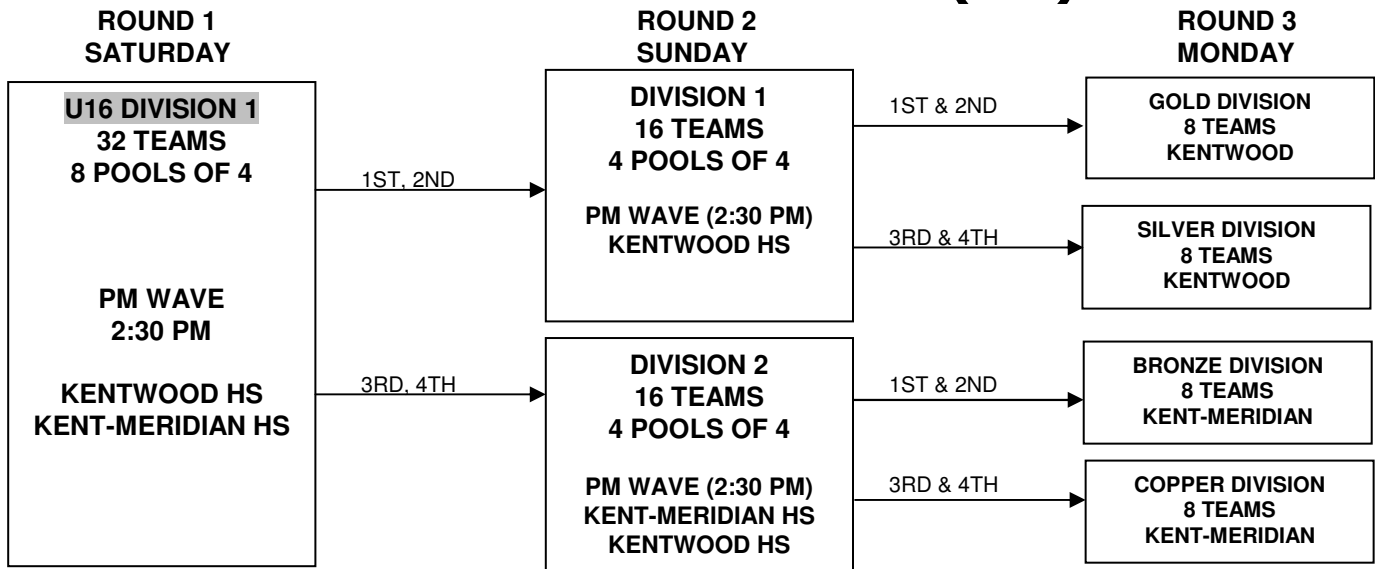 ROUND 1
SATURDAY
U16 DIVISION 1
32 TEAMS
8 POOLS OF 4
PM WAVE
2:30 PM
KENTWOOD HS
KENT-MERIDIAN HS
1ST, 2ND
3RD, 4TH
ROUND 2
SUNDAY
DIVISION 1
16 TEAMS
4 POOLS OF 4
PM WAVE (2:30 PM)
KENTWOOD HS
DIVISION 2
16 TEAMS
4 POOLS OF 4
PM WAVE (2:30 PM)
KENT-MERIDIAN HS
KENTWOOD HS
1ST & 2ND
3RD & 4TH
1ST & 2ND
3RD & 4TH
ROUND 3
MONDAY
GOLD DIVISION
8 TEAMS
KENTWOOD
SILVER DIVISION
8 TEAMS
KENTWOOD
BRONZE DIVISION
8 TEAMS
KENT-MERIDIAN
COPPER DIVISION
8 TEAMS
KENT-MERIDIAN